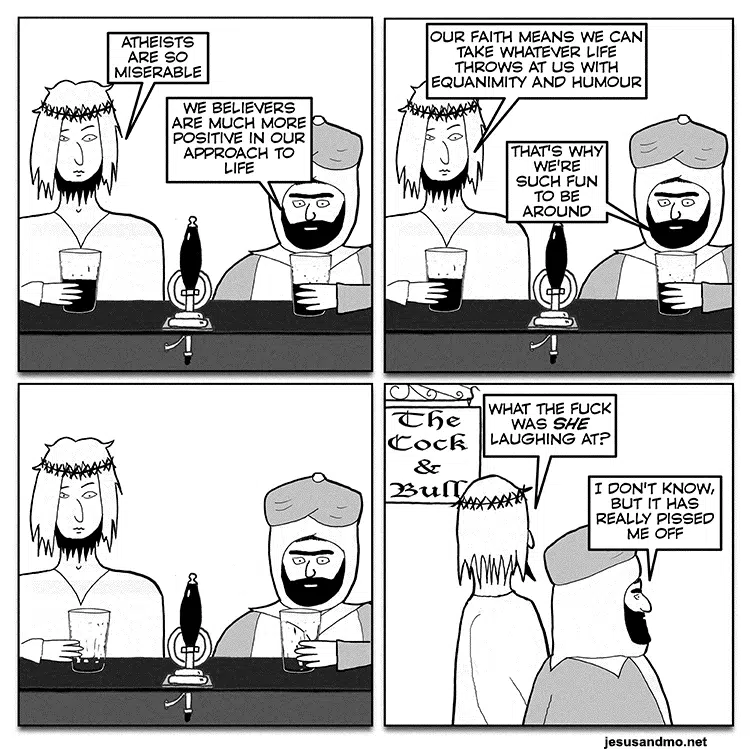 ATHEISTS
ARE SO
MISERABLE
WE BELIEVERS
ARE MUCH MORE
POSITIVE IN OUR
APPROACH TO
LIFE
OUR FAITH MEANS WE CAN
TAKE WHATEVER LIFE
THROWS AT US WITH
EQUANIMITY AND HUMOUR
THAT'S WHY
WE'RE
SUCH FUN
TO BE
AROUND
The
Cock
&
Bull
WHAT THE FUCK
WAS SHE
LAUGHING AT?
I DON'T KNOW,
BUT IT HAS
REALLY PISSED
ME OFF
jesusandmo.net